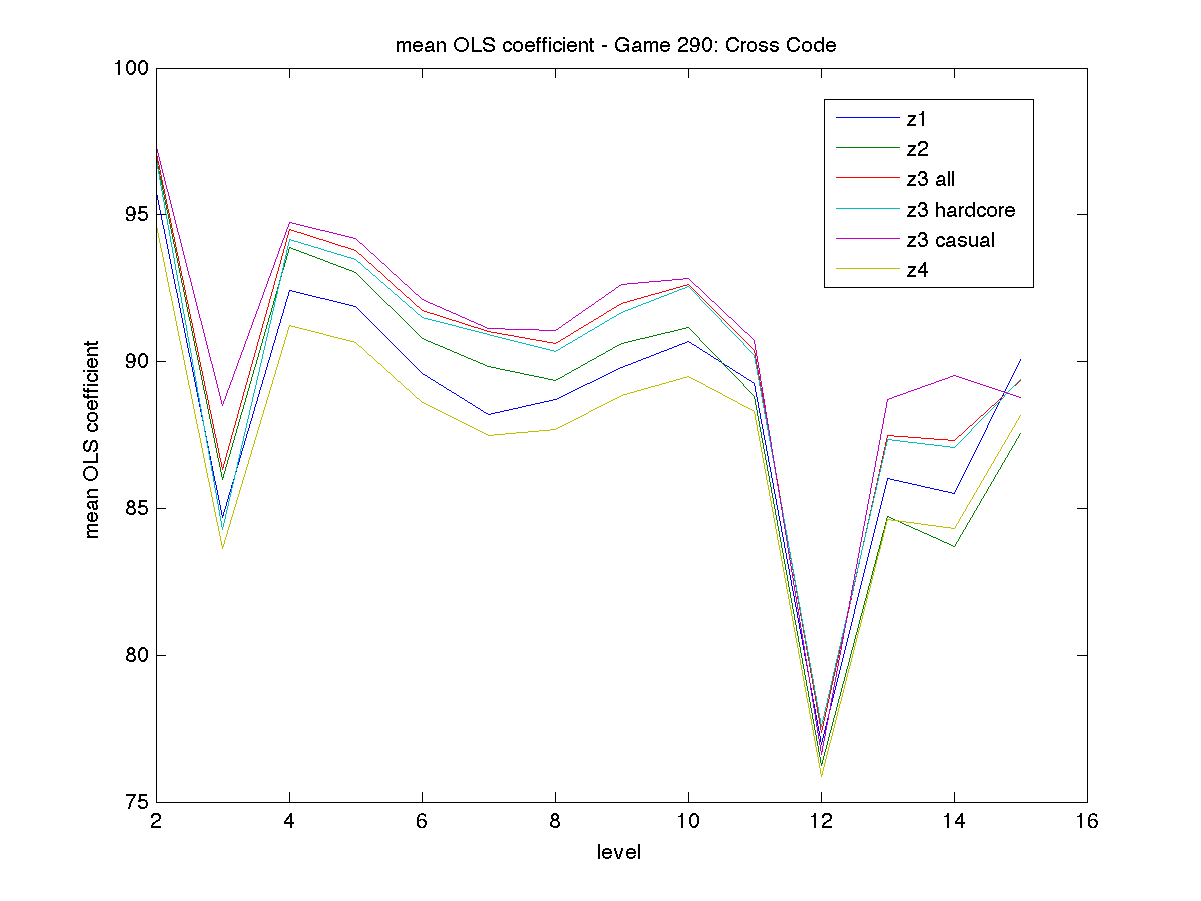 mean OLS coefficient - Game 290: Cross Code
100
95
90
85
80
75
mean OLS coefficient
z1
z2
z3 all
z3 hardcore
z3 casual
z4
2 4 6 8 10 12 14 16
level